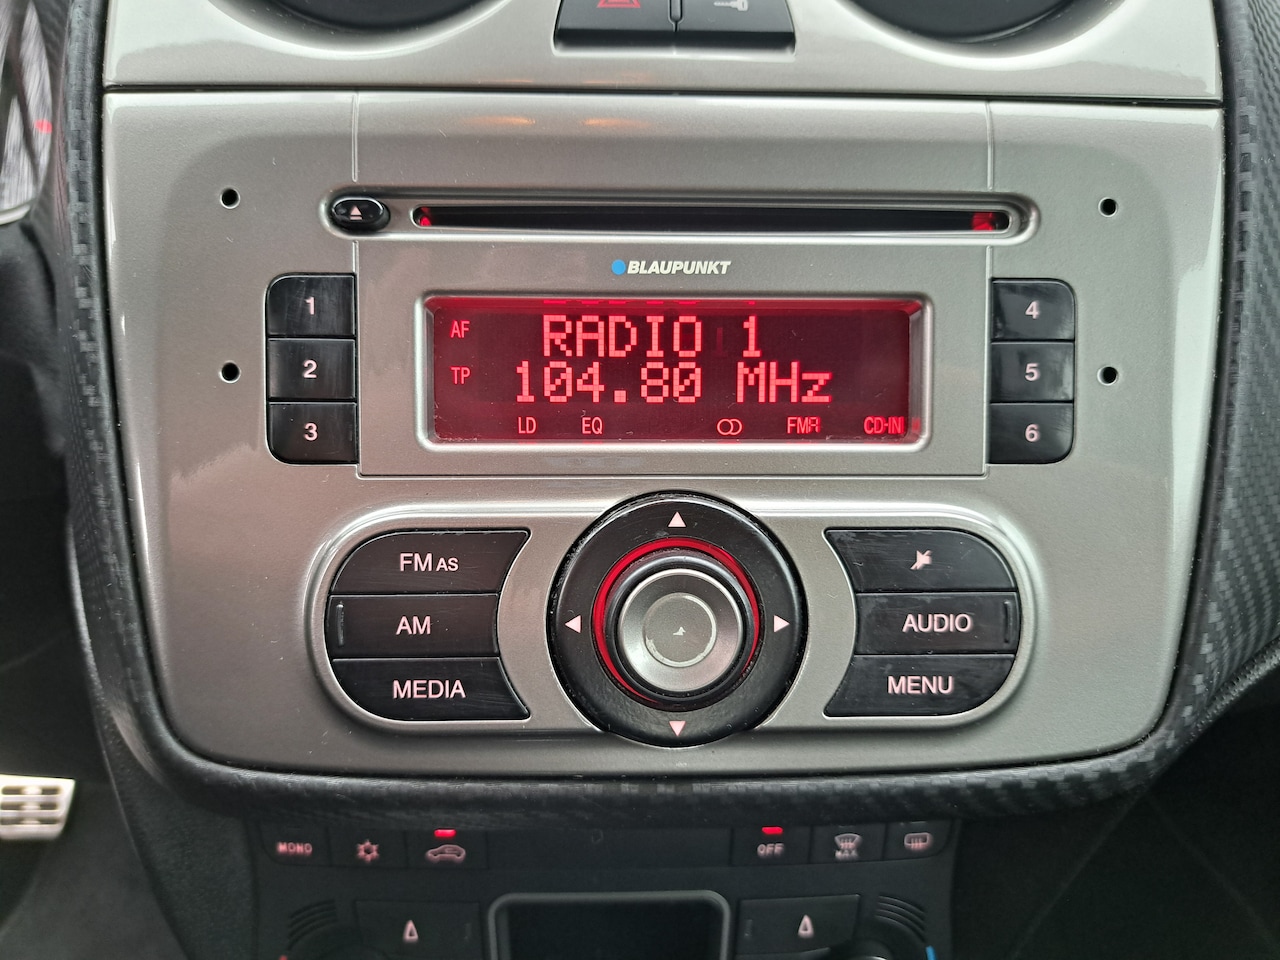 BLAUPUNKT
1
2
3
4
5
6
AF
RADIO 1
TP
104.80 MHz
LD EQ FMR CD-IN
FM AS
AM
MEDIA
AUDIO
MENU
MONO
OFF
MAX